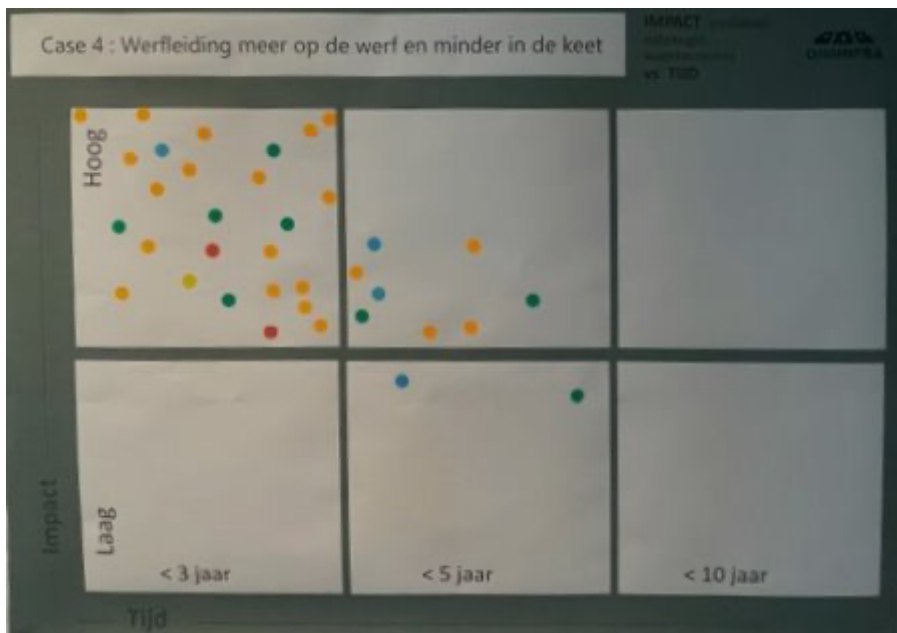 Case 4 : Werfleiding meer op de werf en minder in de keet
IMPACT
vs. TIJD
Hoog
Laag
Impact
< 3 jaar
< 5 jaar
< 10 jaar
Tijd